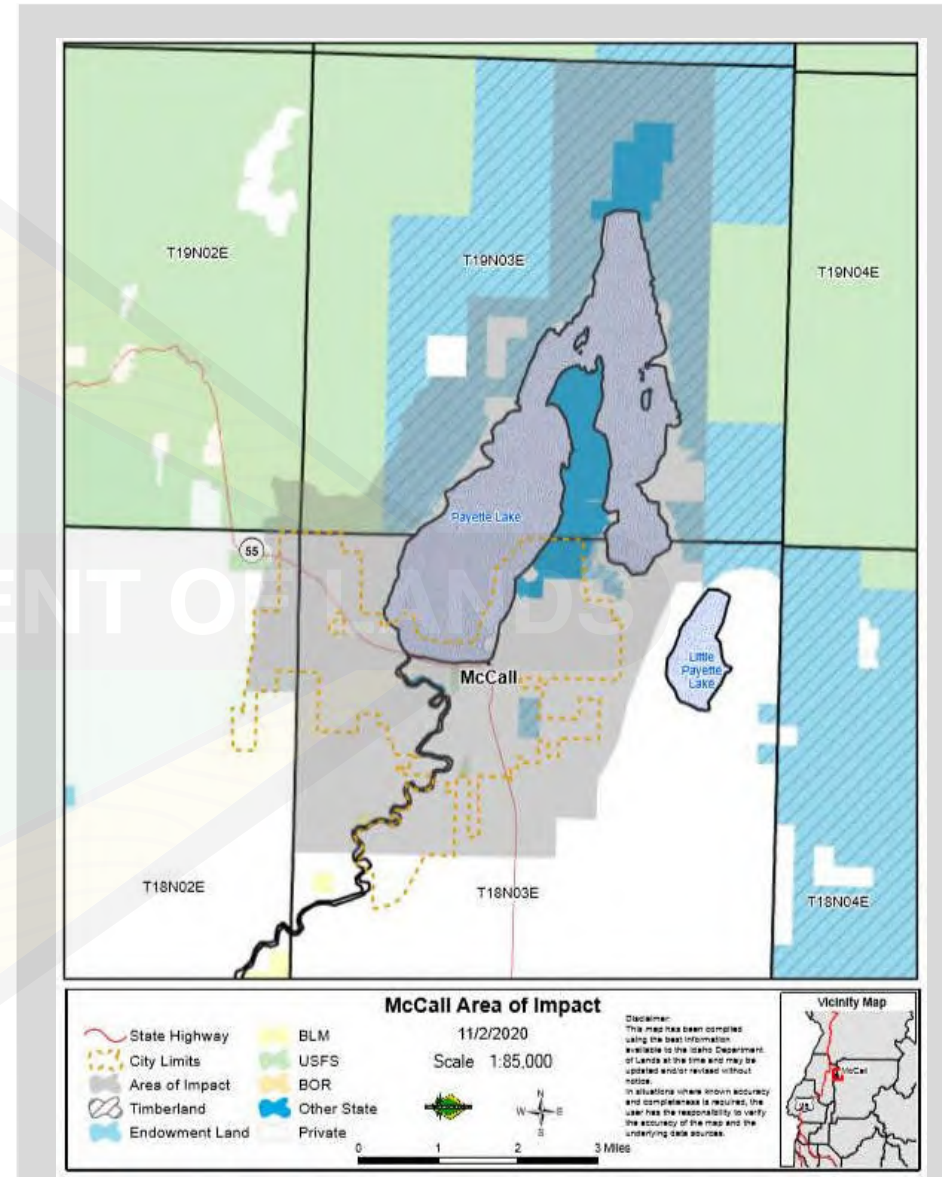 T19N02E
T19N03E
T19N04E
Payette Lake
55
ENT OF LANDS
McCall
Little
Payette
Lake
T18N02E
T18N03E
T18N04E
McCall Area of Impact
11/2/2020
Scale 1:85,000
State Highway
City Limits
Area of Impact
Timberland
Endowment Land
BLM
USFS
BOR
Other State
Private
N
W E
S
0 1 2 3 Miles
Disclaimer:
This map has been compiled
using the best information
available to the Idaho Department
of Lands at the time and may be
updated and/or revised without
notice.
In situations where known accuracy
and completeness is required, the
user has the responsibility to verify
the accuracy of the map and the
underlying data sources.
Vicinity Map
McCall